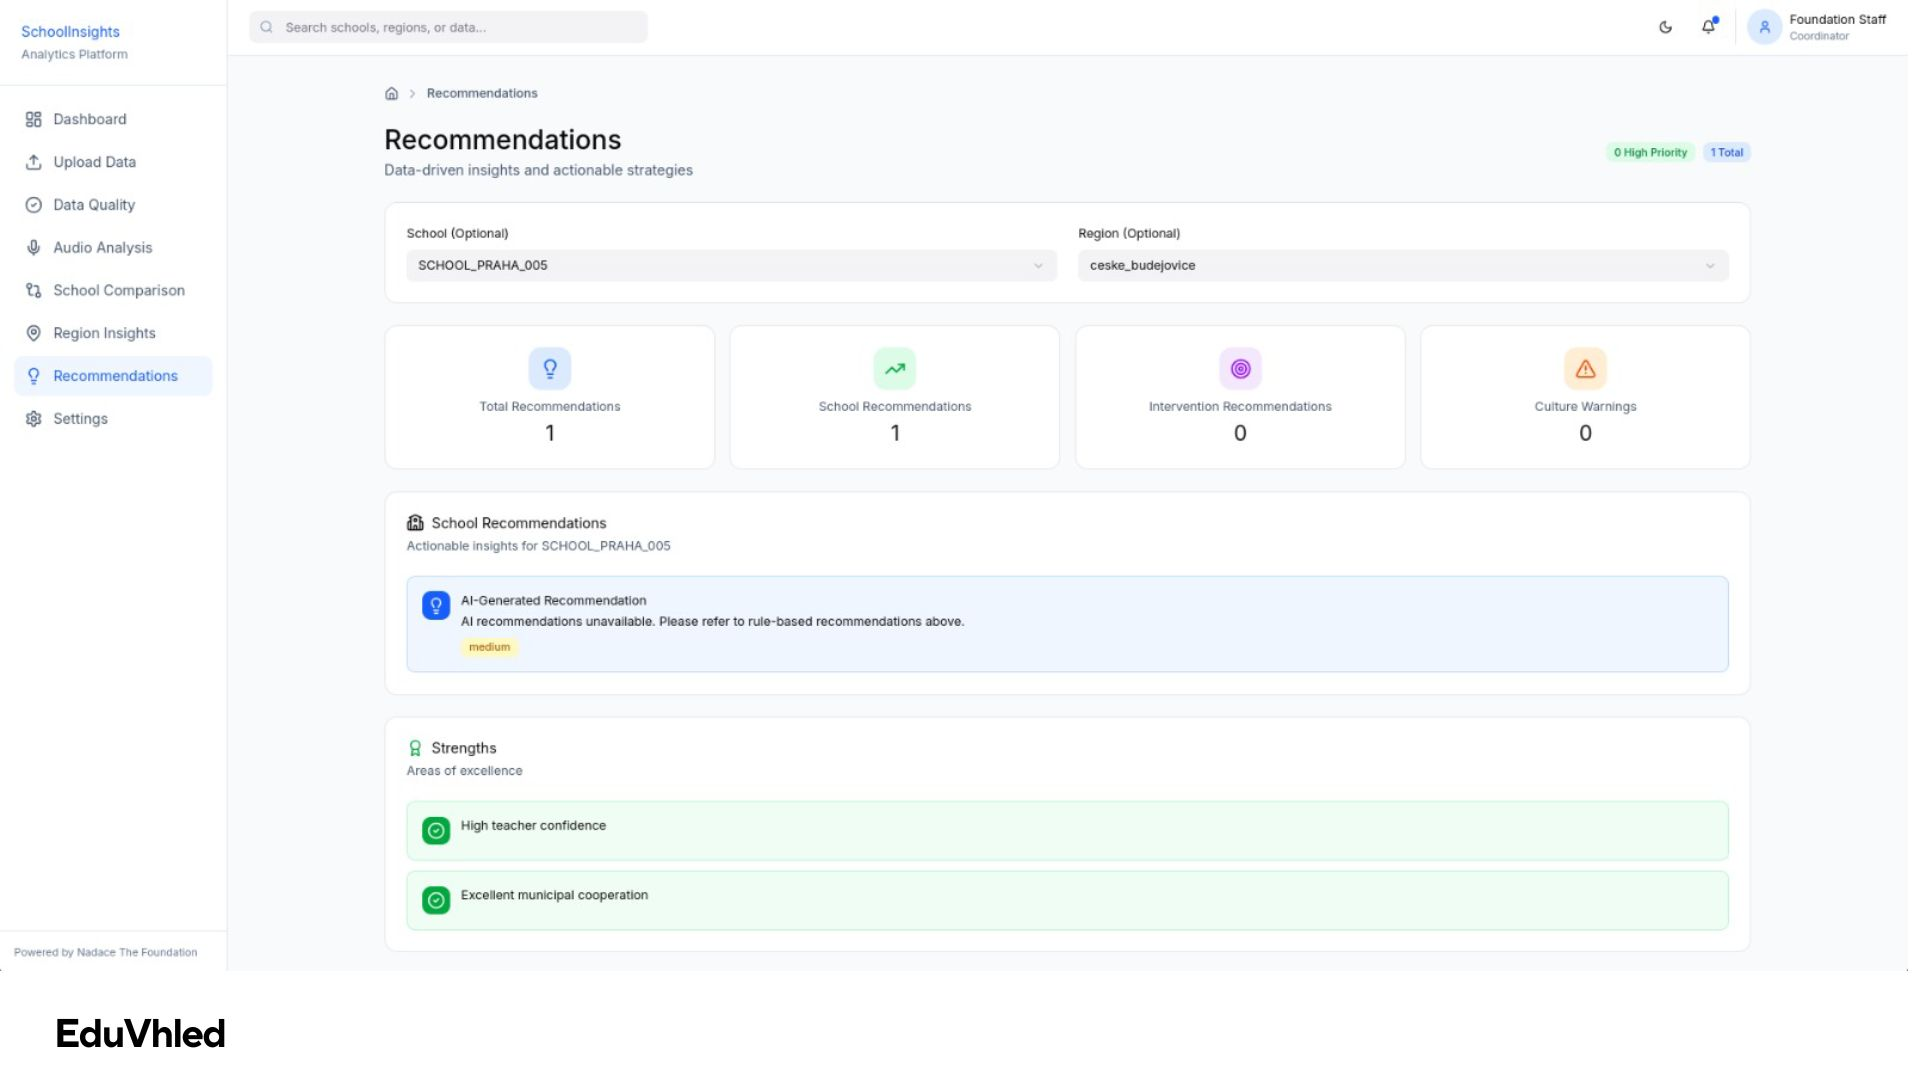 SchoolInsights
Analytics Platform
Dashboard
Upload Data
Data Quality
Audio Analysis
School Comparison
Region Insights
Recommendations
Settings
Powered by Nadace The Foundation
Search schools, regions, or data...
Foundation Staff
Coordinator
Recommendations
Recommendations
Data-driven insights and actionable strategies
0 High Priority
1 Total
School (Optional)
SCHOOL_PRAHA_005
Region (Optional)
ceske_budejovice
Total Recommendations
1
School Recommendations
1
Intervention Recommendations
0
Culture Warnings
0
School Recommendations
Actionable insights for SCHOOL_PRAHA_005
AI-Generated Recommendation
AI recommendations unavailable. Please refer to rule-based recommendations above.
medium
Strengths
Areas of excellence
High teacher confidence
Excellent municipal cooperation
EduVhled